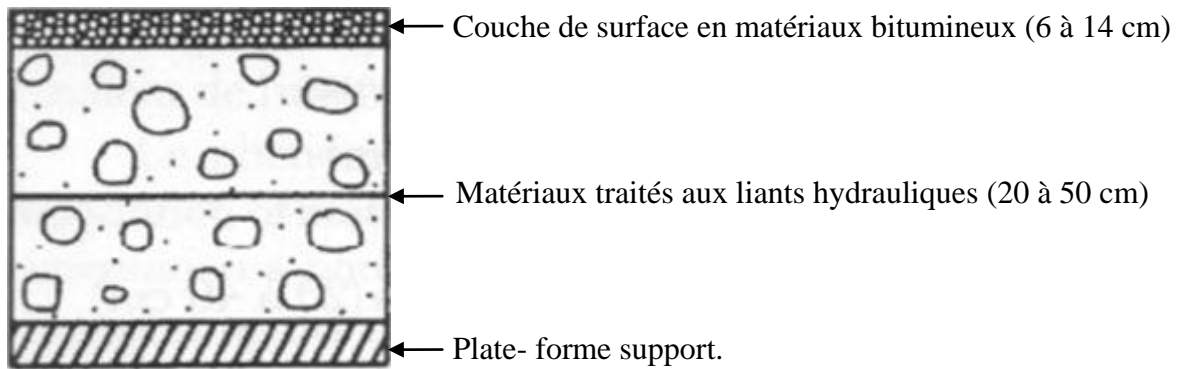 Couche de surface en matériaux bitumineux (6 à 14 cm)
Matériaux traités aux liants hydrauliques (20 à 50 cm)
Plate- forme support.